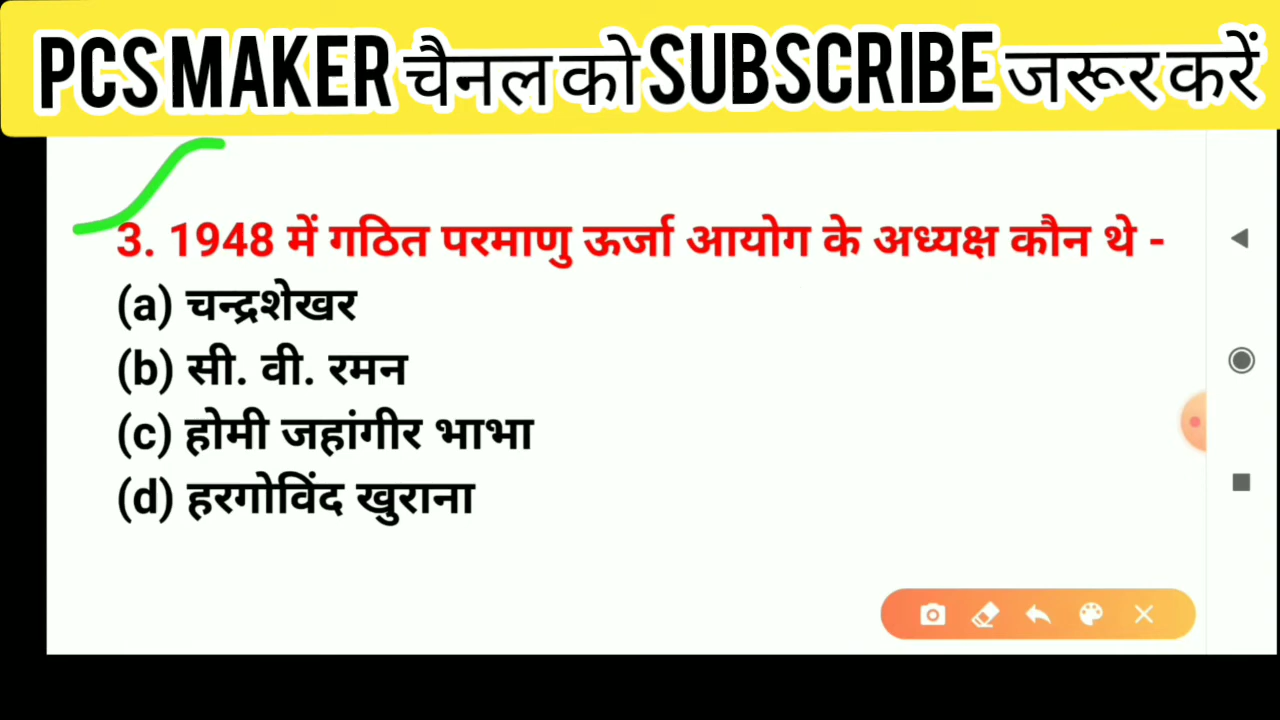 PCS MAKER चैनल को SUBSCRIBE जरूर करें
3. 1948 में गठित परमाणु ऊर्जा आयोग के अध्यक्ष कौन थे -
(a) चन्द्रशेखर
(b) सी. वी. रमन
(c) होमी जहांगीर भाभा
(d) हरगोविंद खुराना